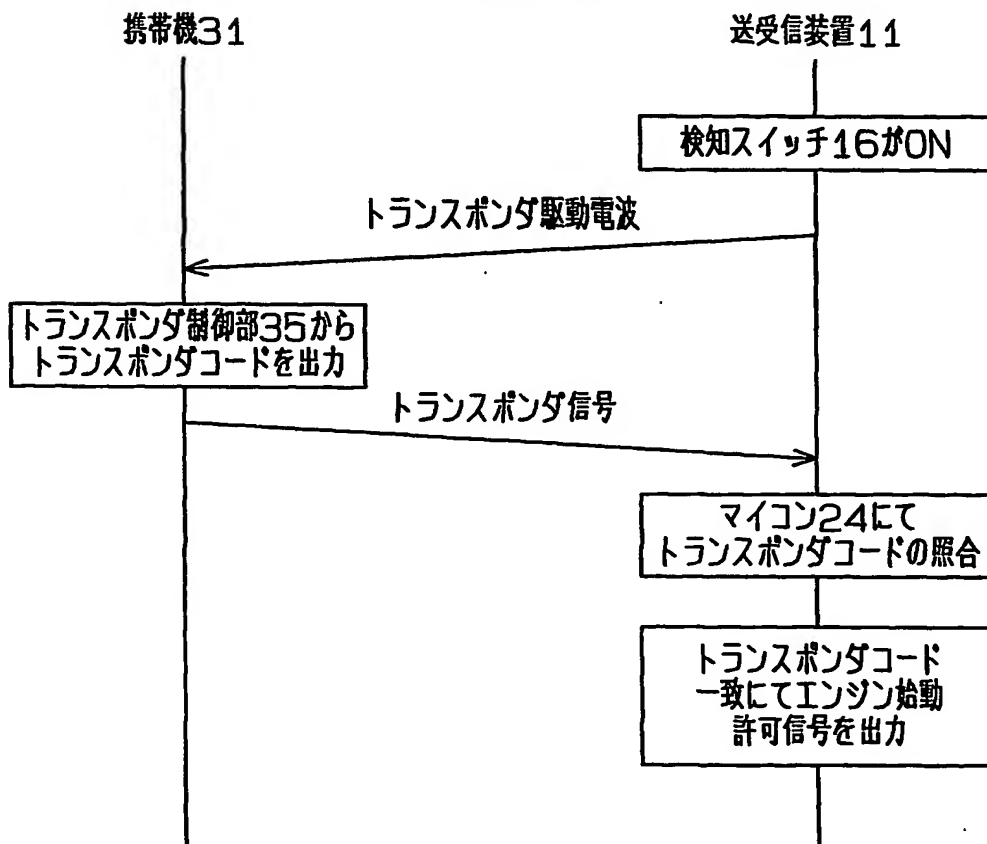 携帯機31
送受信装置11
検知スイッチ16がON
トランスポンダ駆動電波
トランスポンダ制御部35から
トランスポンダコードを出力
トランスポンダ信号
マイコン24にて
トランスポンダコードの照合
トランスポンダコード
一致にてエンジン始動
許可信号を出力